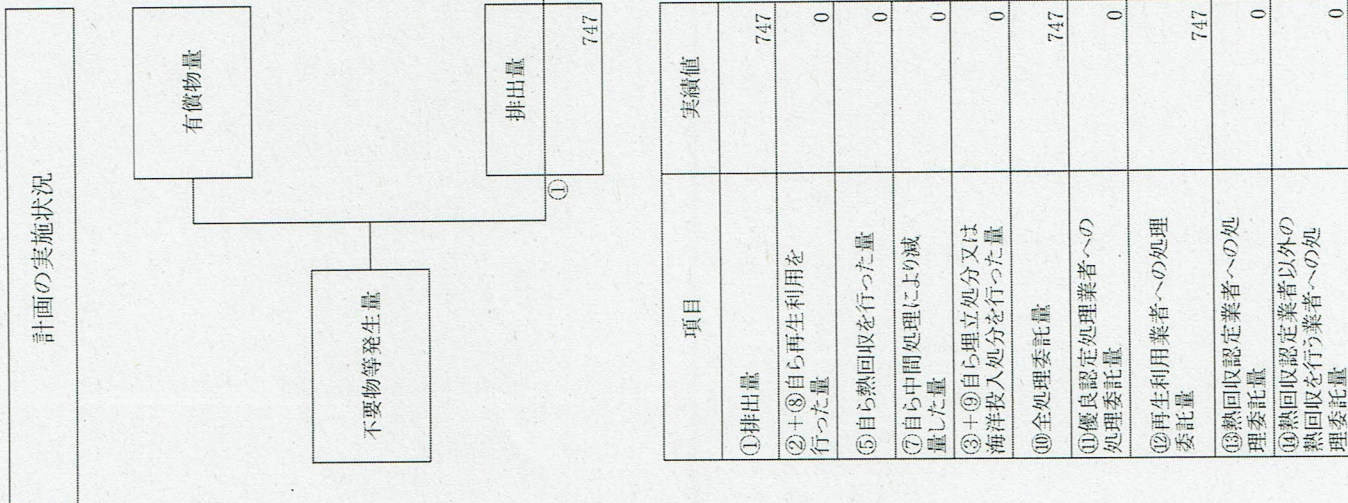 計画の実施状況
有償物量
不要物等発生量
排出量
①
747
項目
実績値
①排出量
747
②+⑧自ら再生利用を
行った量
0
⑤自ら熱回収を行った量
0
⑦自ら中間処理により減
量した量
0
③+⑨自ら埋立処分又は
海洋投入処分を行った量
0
⑩全処理委託量
747
⑪優良認定処理業者への
処理委託量
0
⑫再生利用業者への処理
委託量
747
⑬熱回収認定業者への処
理委託量
0
⑭熱回収認定業者以外の
熱回収を行う業者への処
理委託量
0